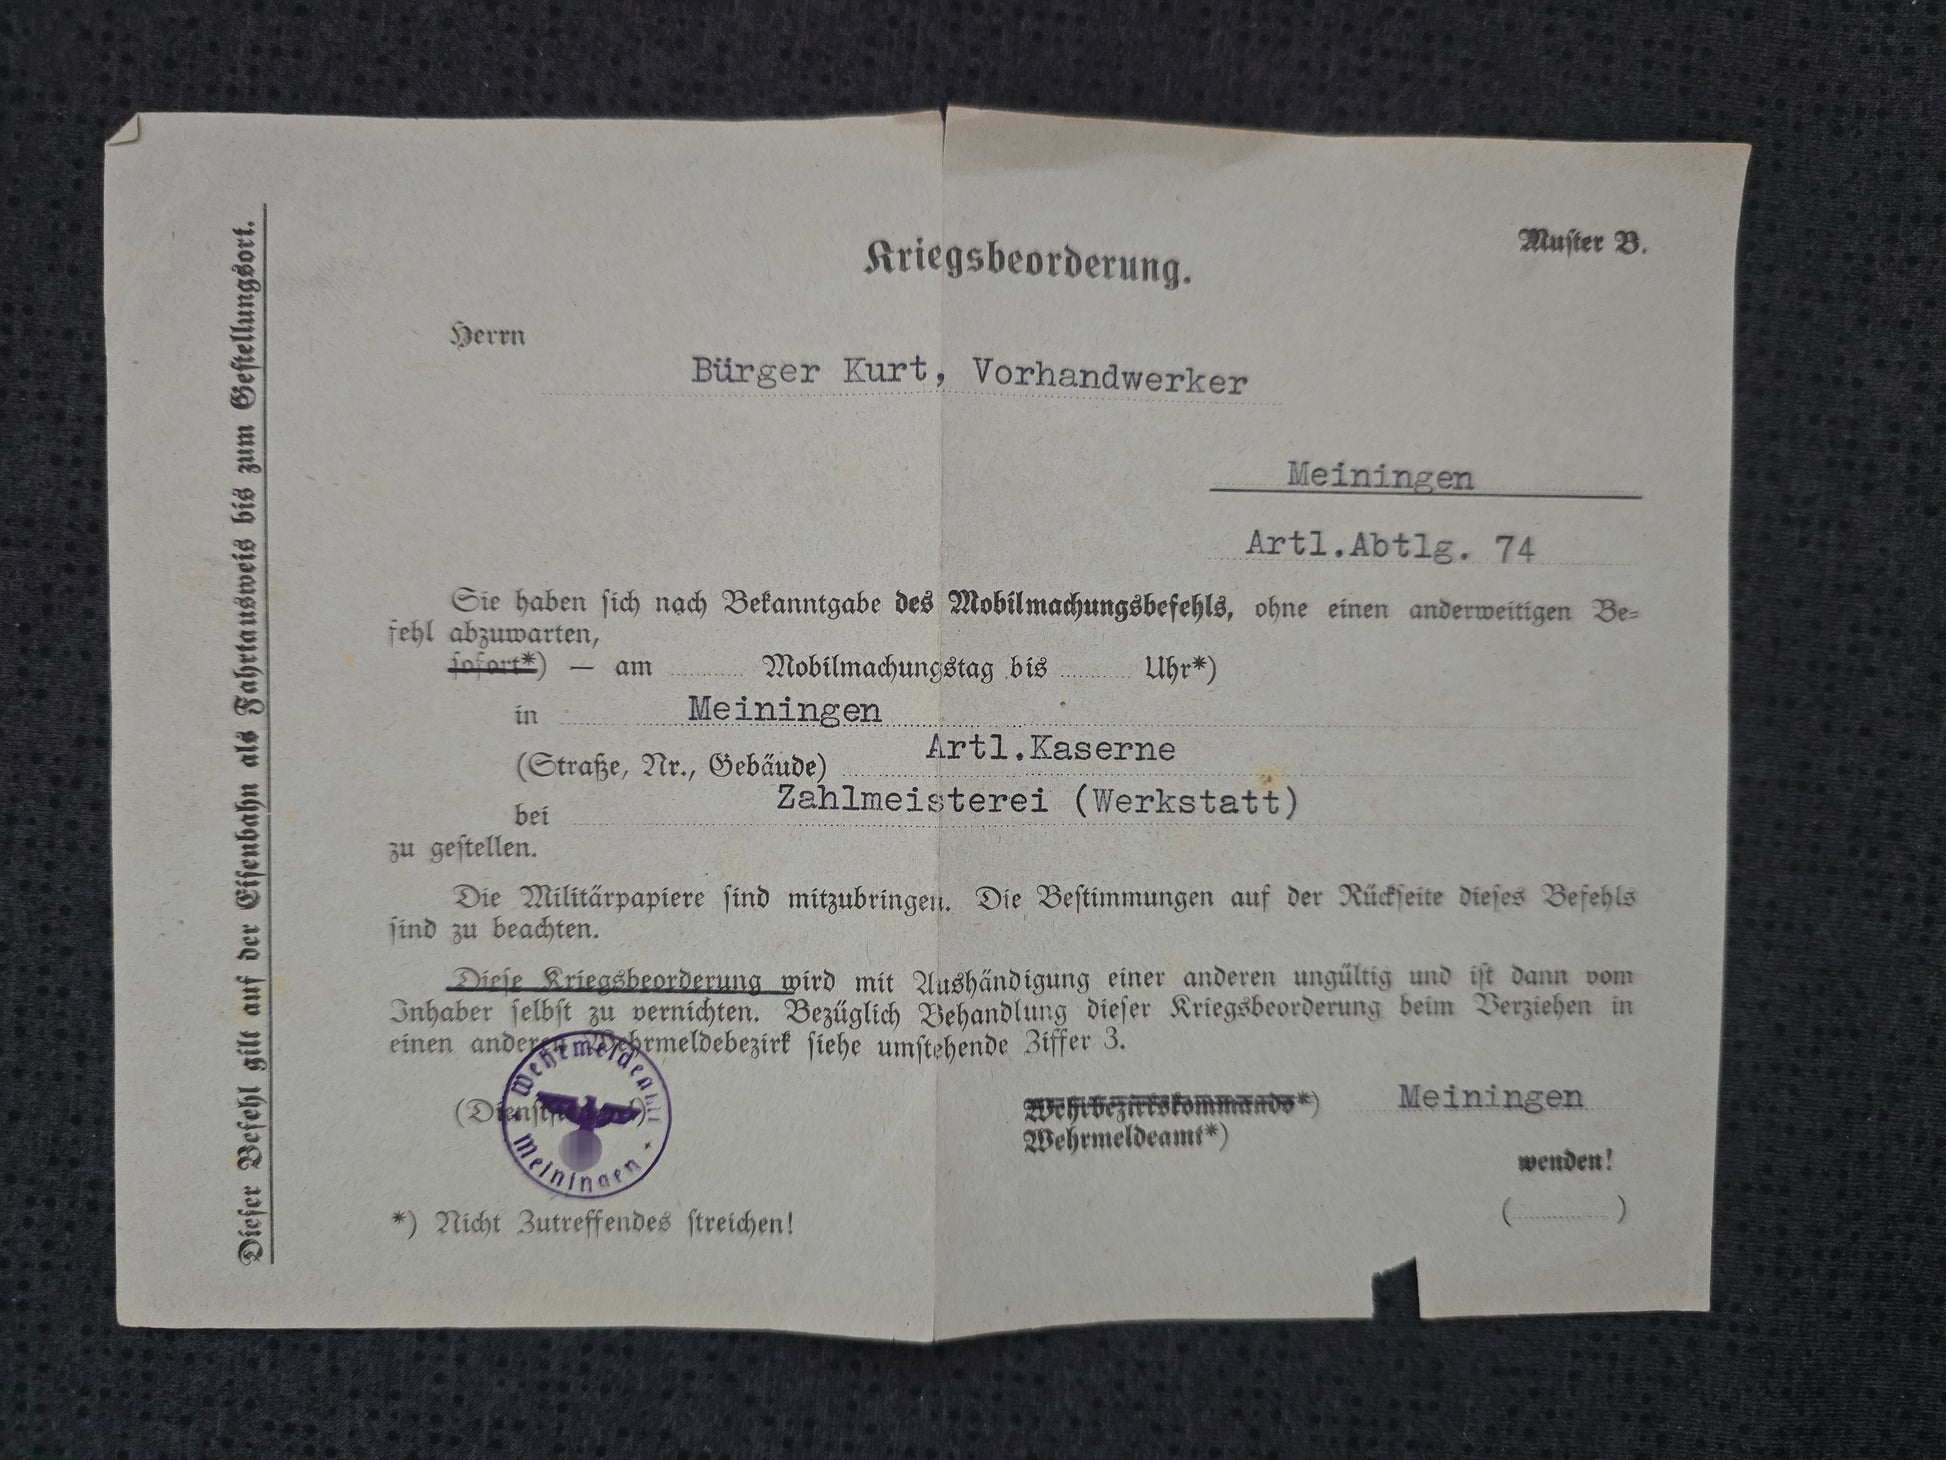 Dieser Befehl gilt auf der Eisenbahn als Fahrtausweis bis zum Gestellungsort.
Kriegsbeorderung.
Muster B.
Herrn
Bürger Kurt, Vorhandwerker
Meiningen
Artl.Abtlg. 74
Sie haben sich nach Bekanntgabe des Mobilmachungsbefehls, ohne einen anderweitigen Be-
fehl abzuwarten,
sofort*) — am ........ Mobilmachungstag bis ........ Uhr*)
in Meiningen
(Straße, Nr., Gebäude) Artl.Kaserne
bei Zahlmeisterei (Werkstatt)
zu gestellen.
Die Militärpapiere sind mitzubringen. Die Bestimmungen auf der Rückseite dieses Befehls
sind zu beachten.
Diese Kriegsbeorderung wird mit Aushändigung einer anderen ungültig und ist dann vom
Inhaber selbst zu vernichten. Bezüglich Behandlung dieser Kriegsbeorderung beim Verziehen in
einen anderen Wehrmeldebezirk siehe umstehende Ziffer 3.
(Dienststempel)
Wehrmeldeamt
Meiningen
Wehrbezirkskommando*) Meiningen
Wehrmeldeamt*)
wenden!
(............)
*) Nicht Zutreffendes streichen!